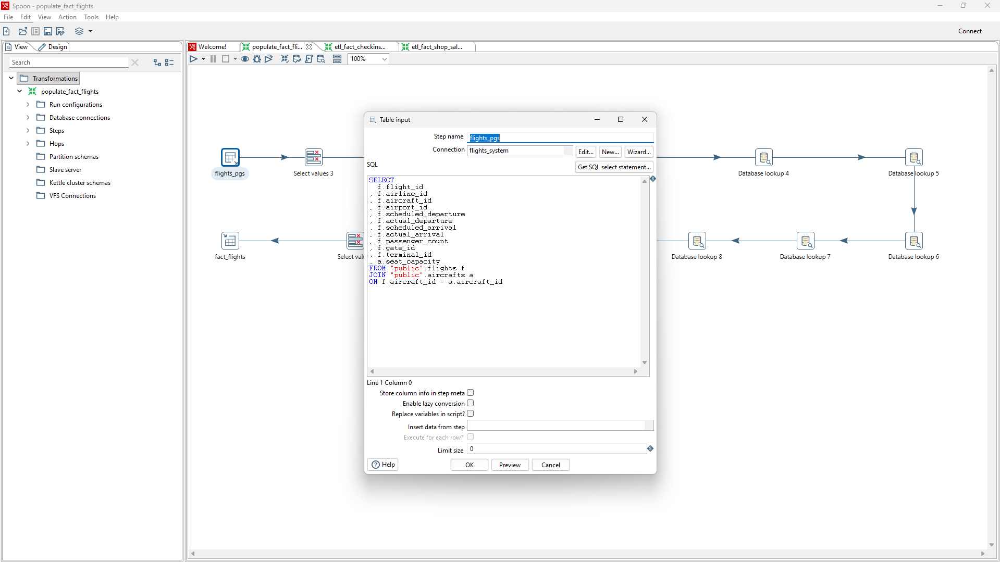 Spoon - populate_fact_flights
File Edit View Action Tools Help
Connect
View Design
Welcome! populate_fact_fli... etl_fact_checkins... etl_fact_shop_sal...
Search
100%
Transformations
populate_fact_flights
Run configurations
Database connections
Steps
Hops
Partition schemas
Slave server
Kettle cluster schemas
VFS Connections
flights_pgs
Select values 3
Database lookup 4
Database lookup 5
fact_flights
Select valu
Database lookup 8
Database lookup 7
Database lookup 6
Table input
Step name flights_pgs
Connection flights_system Edit... New... Wizard...
SQL
Get SQL select statement...
SELECT
f.flight_id
, f.airline_id
, f.aircraft_id
, f.airport_id
, f.scheduled_departure
, f.actual_departure
, f.scheduled_arrival
, f.actual_arrival
, f.passenger_count
, f.gate_id
, f.terminal_id
, a.seat_capacity
FROM "public".flights f
JOIN "public".aircrafts a
ON f.aircraft_id = a.aircraft_id
Line 1 Column 0
Store column info in step meta
Enable lazy conversion
Replace variables in script?
Insert data from step
Execute for each row?
Limit size 0
Help OK Preview Cancel